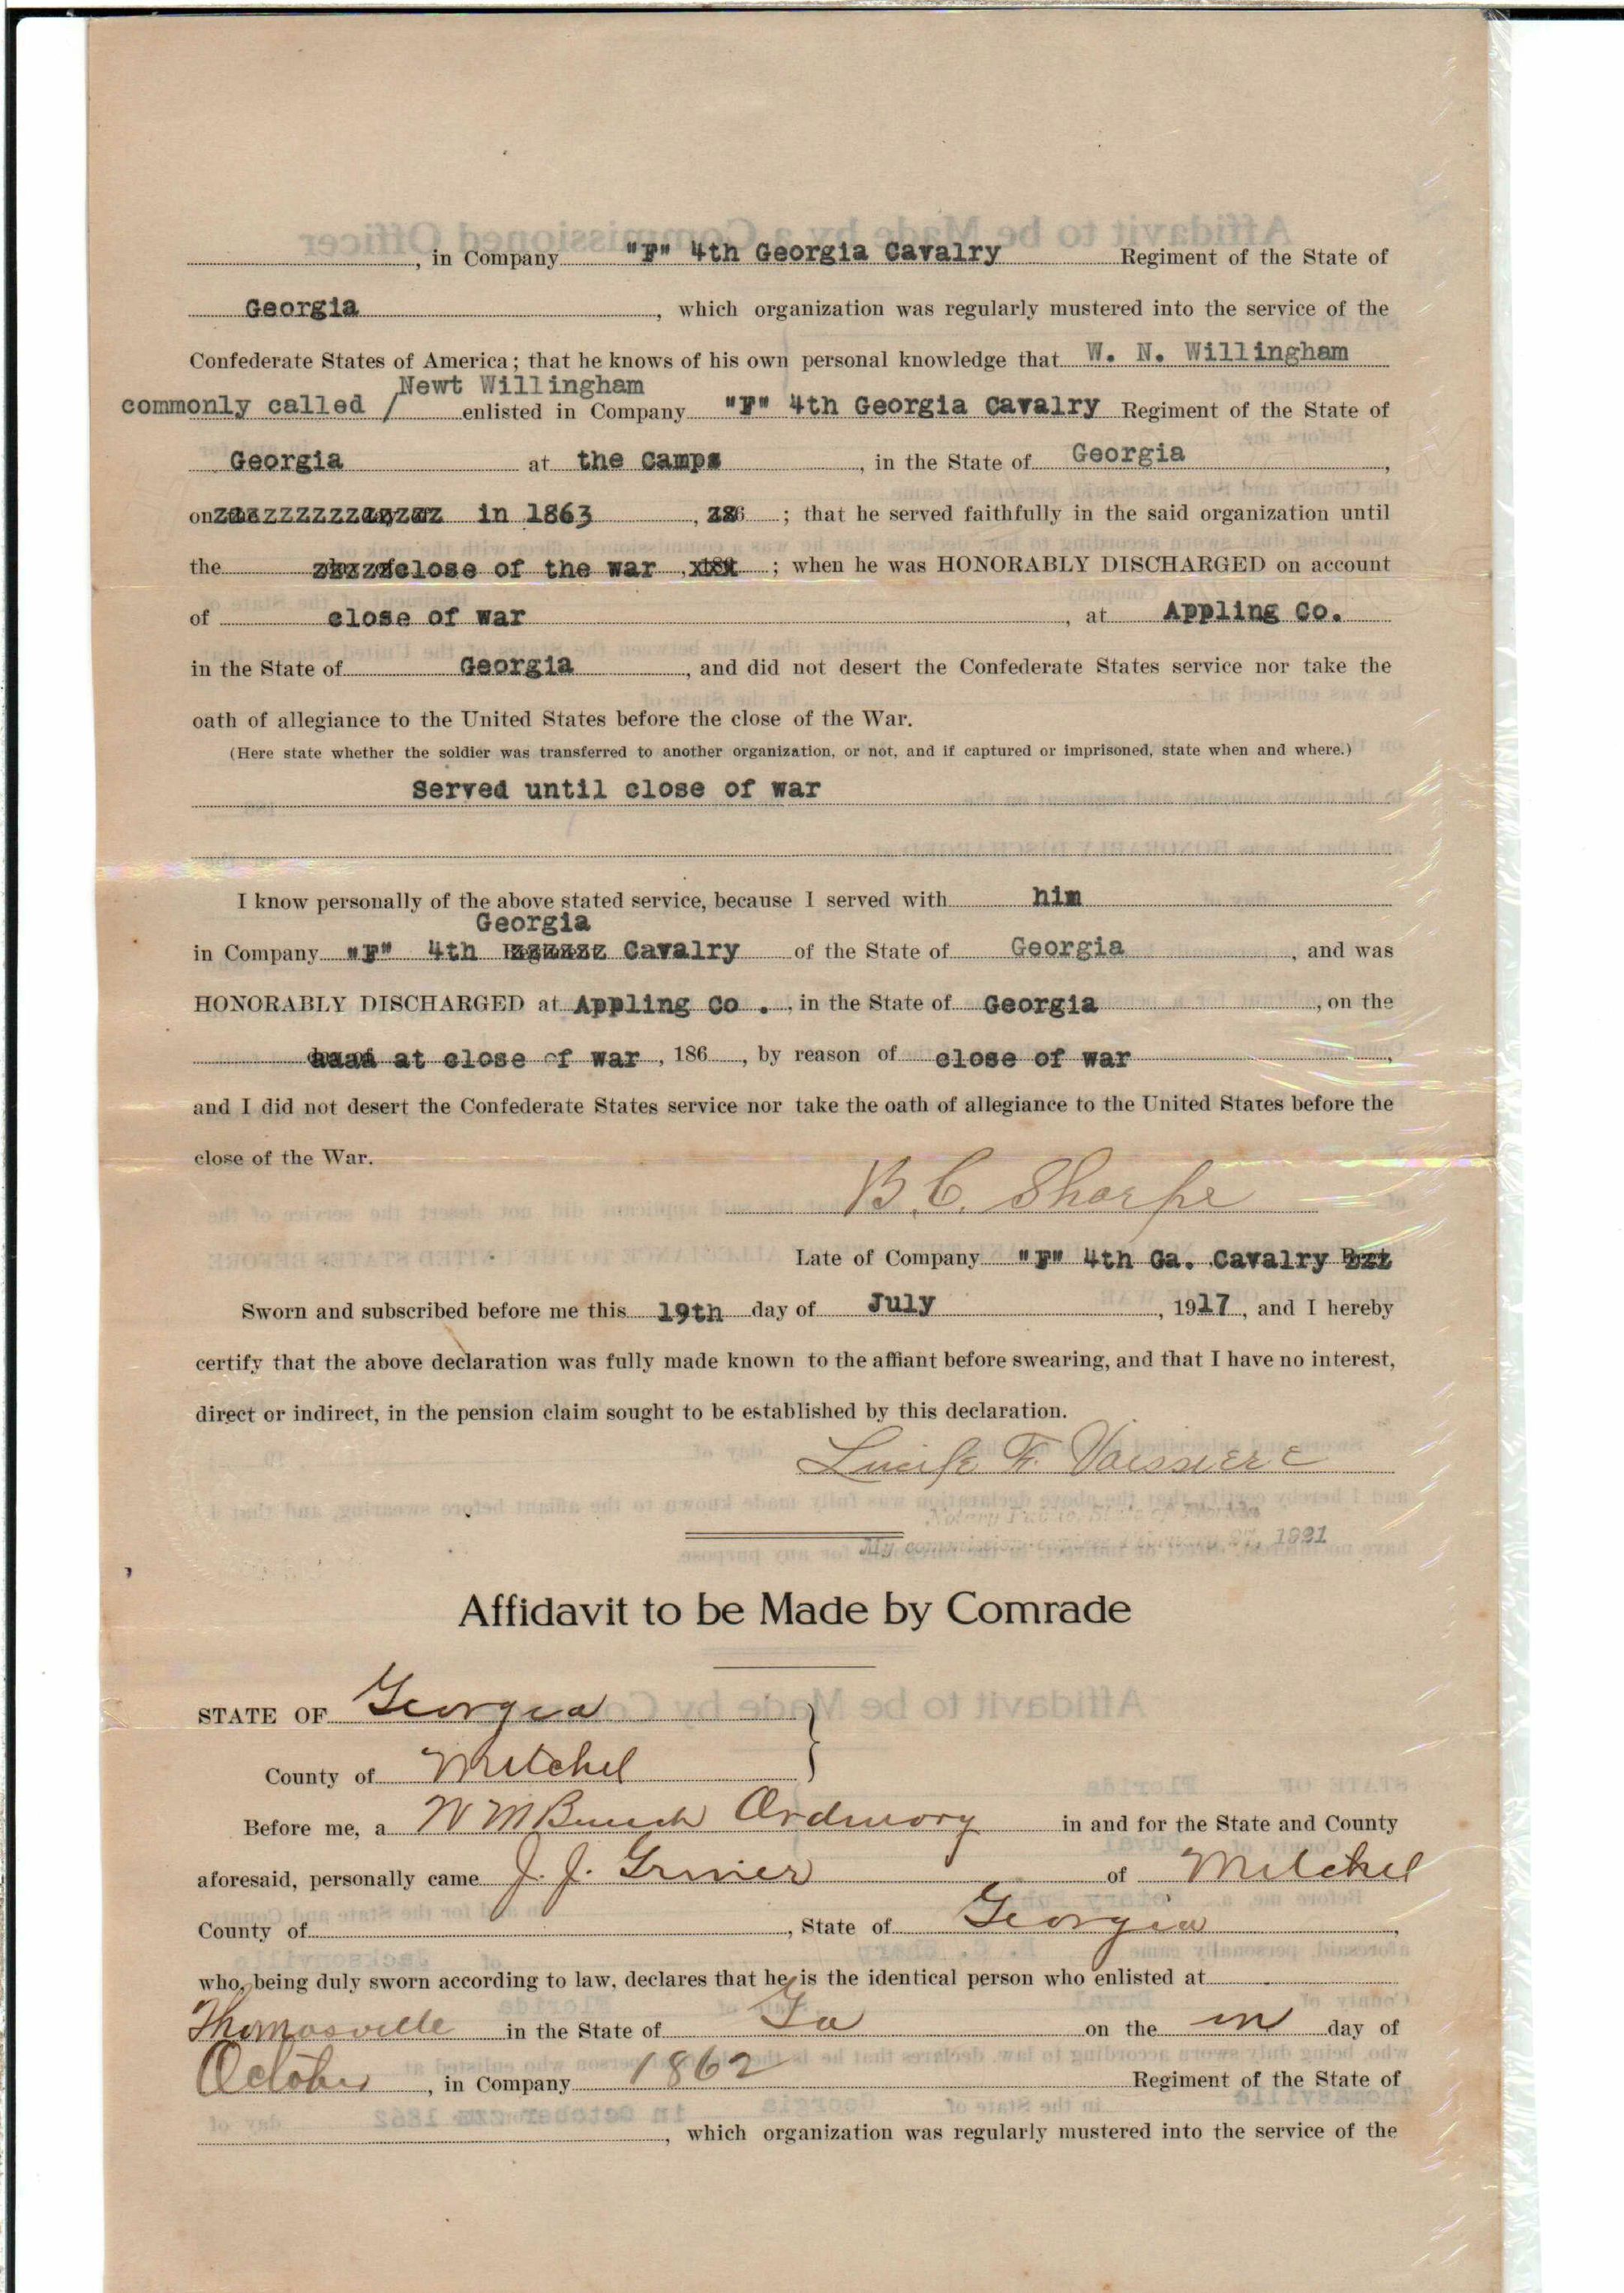 , in Company "F" 4th Georgia Cavalry Regiment of the State of
Georgia , which organization was regularly mustered into the service of the
Confederate States of America; that he knows of his own personal knowledge that W. N. Willingham
Newt Willingham
commonly called / enlisted in Company "F" 4th Georgia Cavalry Regiment of the State of
Georgia at the Camps , in the State of Georgia ,
on in 1863 , 186 ; that he served faithfully in the said organization until
the close of the war , ; when he was HONORABLY DISCHARGED on account
of close of war , at Appling Co.
in the State of Georgia , and did not desert the Confederate States service nor take the
oath of allegiance to the United States before the close of the War.
(Here state whether the soldier was transferred to another organization, or not, and if captured or imprisoned, state when and where.)
Served until close of war
I know personally of the above stated service, because I served with him
Georgia
in Company "F" 4th Cavalry of the State of Georgia , and was
HONORABLY DISCHARGED at Appling Co . , in the State of Georgia , on the
at close of war , 186 , by reason of close of war ,
and I did not desert the Confederate States service nor take the oath of allegiance to the United States before the
close of the War.
B. C. Sharpe
Late of Company "F" 4th Ga. Cavalry
Sworn and subscribed before me this 19th day of July , 1917 , and I hereby
certify that the above declaration was fully made known to the affiant before swearing, and that I have no interest,
direct or indirect, in the pension claim sought to be established by this declaration.
F. Vaissiere
Notary Public, State of Florida
My commission expires 27, 1921
Affidavit to be Made by Comrade
STATE OF Georgia
County of Mitchel
Before me, a Ordinary in and for the State and County
aforesaid, personally came J. J. of Mitchel
County of , State of Georgia ,
who, being duly sworn according to law, declares that he is the identical person who enlisted at
Thomasville in the State of Ga on the in day of
October , in Company 1862 Regiment of the State of
, which organization was regularly mustered into the service of the